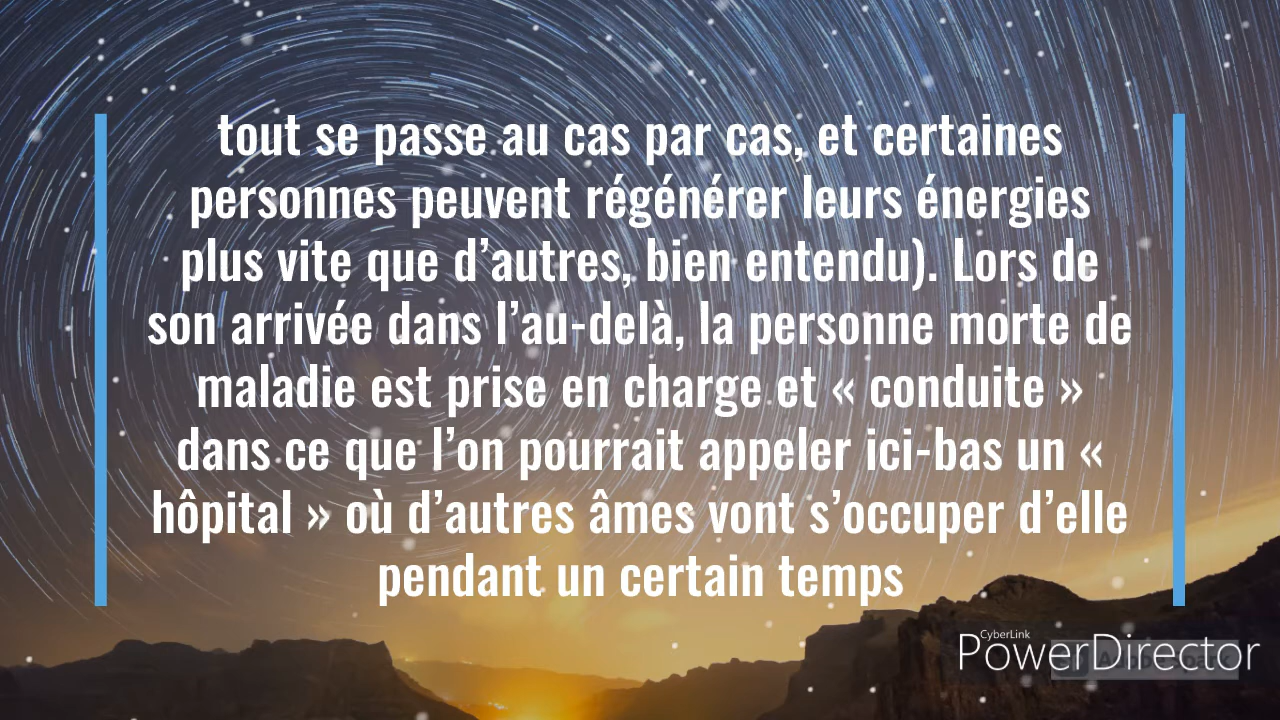 tout se passe au cas par cas, et certaines
personnes peuvent régénérer leurs énergies
plus vite que d’autres, bien entendu). Lors de
son arrivée dans l’au-delà, la personne morte de
maladie est prise en charge et « conduite »
dans ce que l’on pourrait appeler ici-bas un «
hôpital » où d’autres âmes vont s’occuper d’elle
pendant un certain temps
CyberLink
PowerDirector